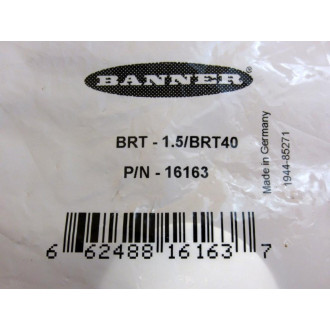 BANNER
BRT - 1.5/BRT40
P/N - 16163
Made in Germany
1944-85271
6 62488 16163 7